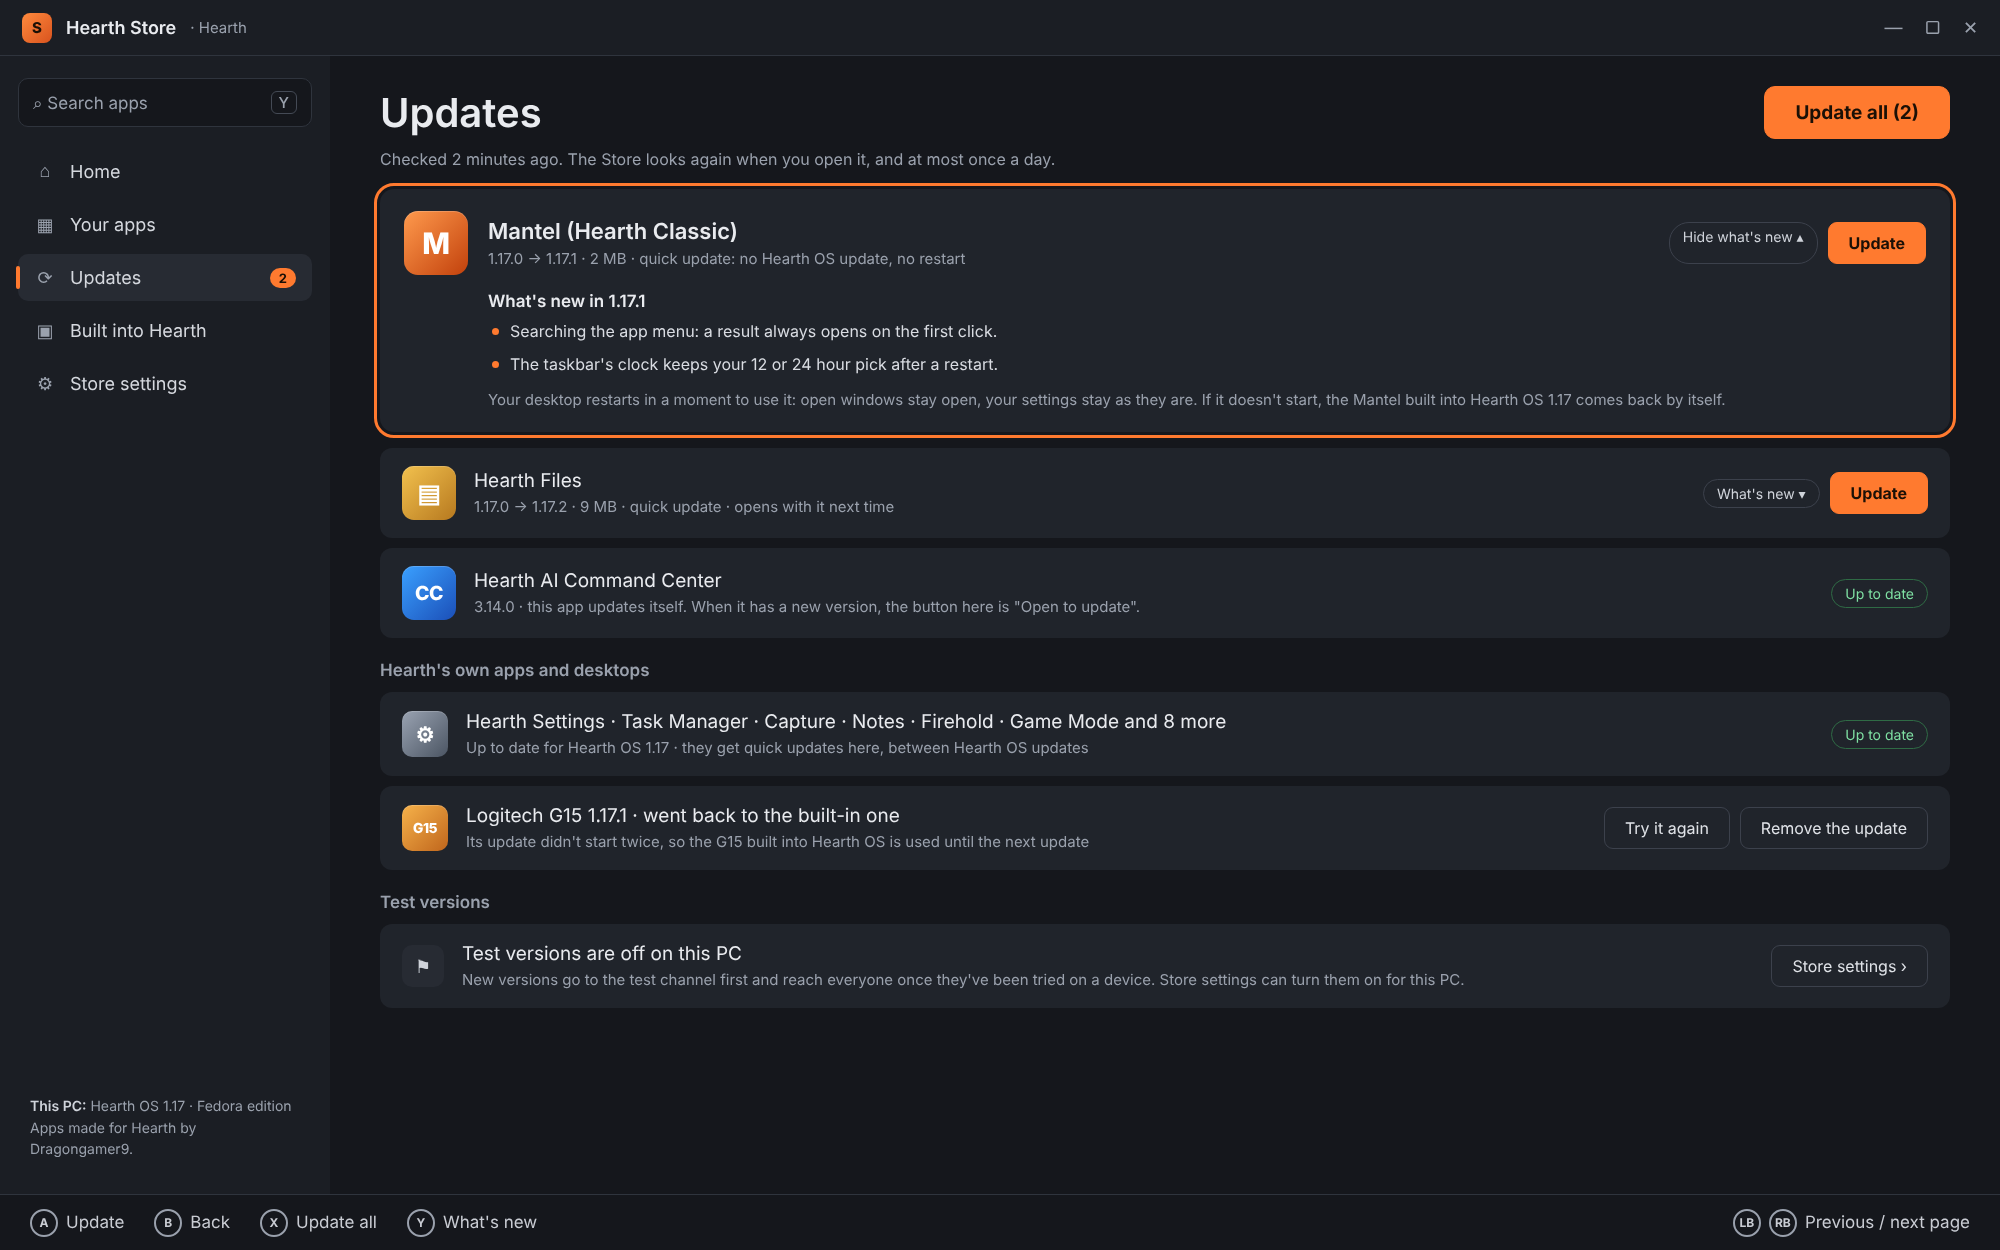 S Hearth Store · Hearth
Search apps Y
Home
Your apps
Updates 2
Built into Hearth
Store settings
This PC: Hearth OS 1.17 · Fedora edition
Apps made for Hearth by
Dragongamer9.
Updates
Update all (2)
Checked 2 minutes ago. The Store looks again when you open it, and at most once a day.
M
Mantel (Hearth Classic)
1.17.0 → 1.17.1 · 2 MB · quick update: no Hearth OS update, no restart
Hide what's new ▴
Update
What's new in 1.17.1
Searching the app menu: a result always opens on the first click.
The taskbar's clock keeps your 12 or 24 hour pick after a restart.
Your desktop restarts in a moment to use it: open windows stay open, your settings stay as they are. If it doesn't start, the Mantel built into Hearth OS 1.17 comes back by itself.
Hearth Files
1.17.0 → 1.17.2 · 9 MB · quick update · opens with it next time
What's new ▾
Update
CC
Hearth AI Command Center
3.14.0 · this app updates itself. When it has a new version, the button here is "Open to update".
Up to date
Hearth's own apps and desktops
Hearth Settings · Task Manager · Capture · Notes · Firehold · Game Mode and 8 more
Up to date for Hearth OS 1.17 · they get quick updates here, between Hearth OS updates
Up to date
G15
Logitech G15 1.17.1 · went back to the built-in one
Its update didn't start twice, so the G15 built into Hearth OS is used until the next update
Try it again
Remove the update
Test versions
Test versions are off on this PC
New versions go to the test channel first and reach everyone once they've been tried on a device. Store settings can turn them on for this PC.
Store settings ›
A Update B Back X Update all Y What's new
LB RB Previous / next page